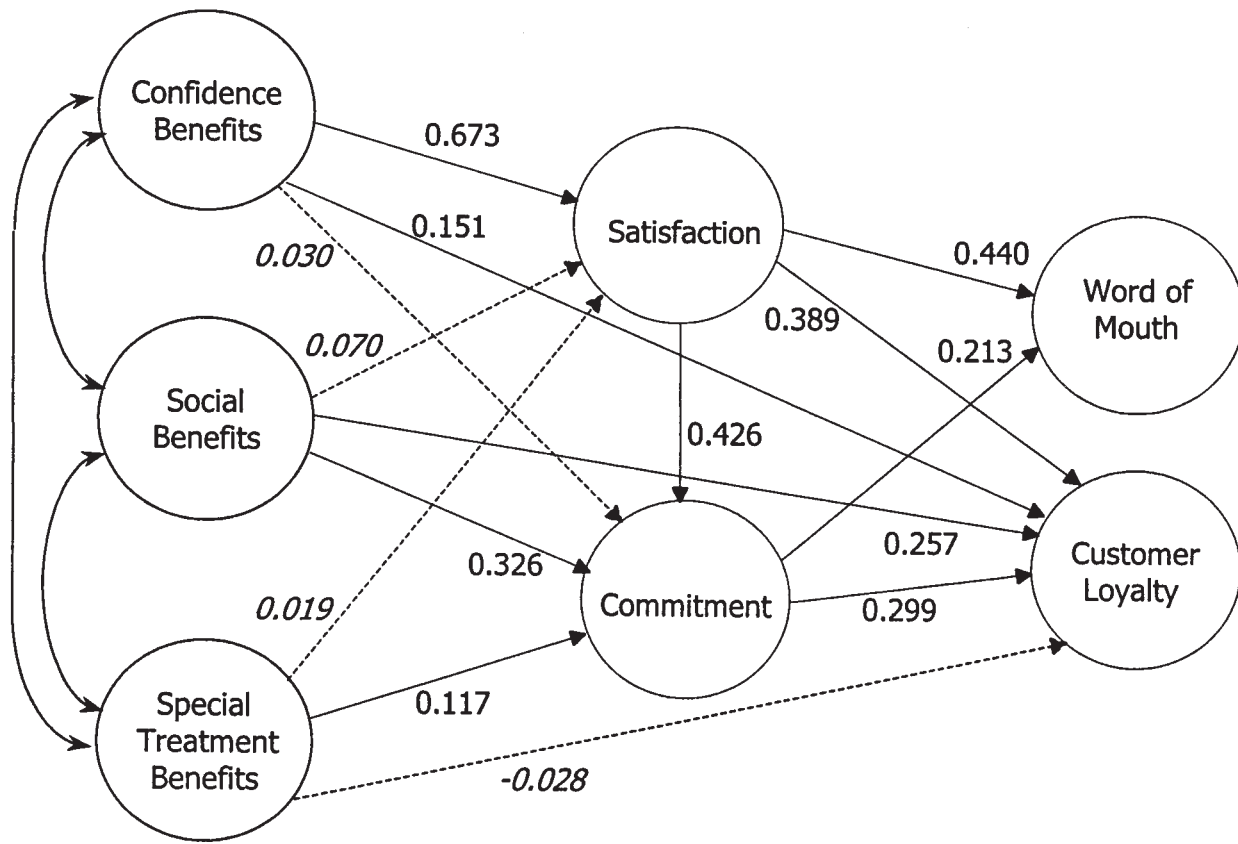 Confidence
Benefits
0.673
0.151
0.030
Satisfaction
0.440
0.389
Word of
Mouth
0.213
0.070
Social
Benefits
0.426
0.257
0.326
Customer
Loyalty
0.019
Commitment
0.299
Special
Treatment
Benefits
0.117
-0.028